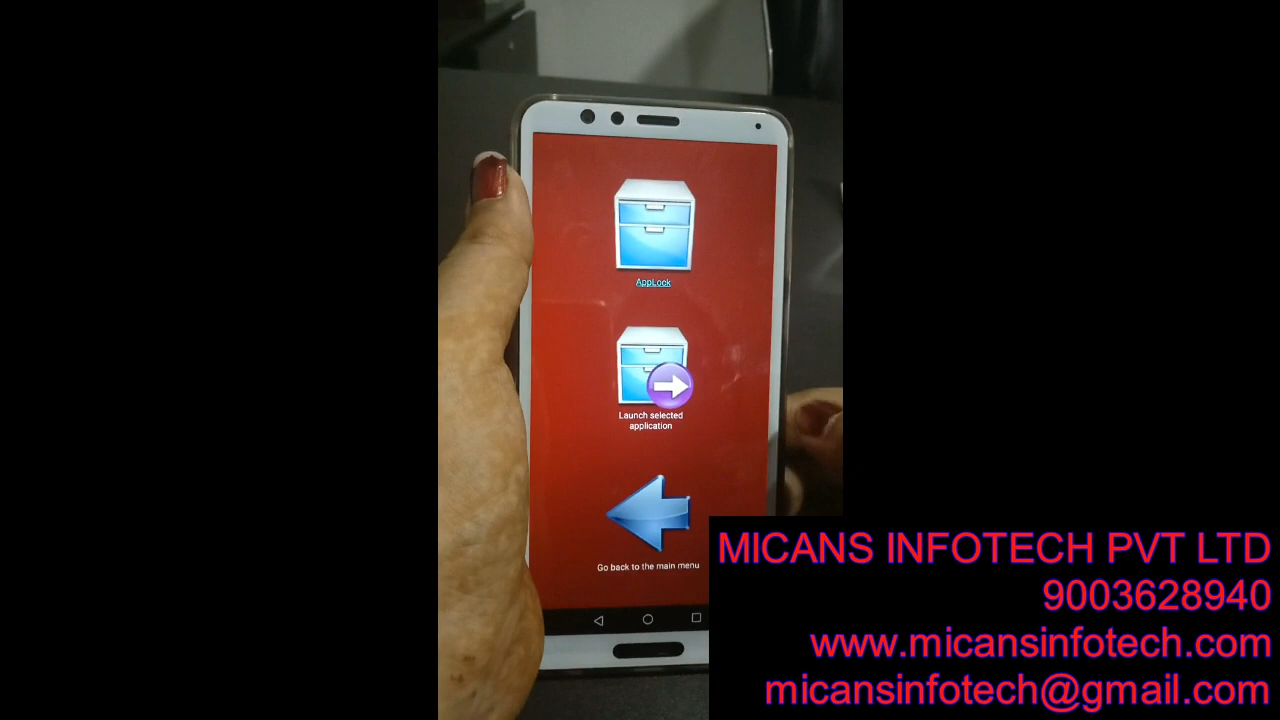 AppLock
Launch selected
application
Go back to the main menu
MICANS INFOTECH PVT LTD
9003628940
www.micansinfotech.com
micansinfotech@gmail.com